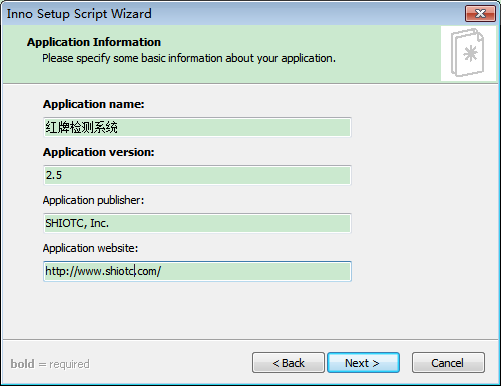 Inno Setup Script Wizard
Application Information
Please specify some basic information about your application.
Application name:
红牌检测系统
Application version:
2.5
Application publisher:
SHIOTC, Inc.
Application website:
http://www.shiotc.com/
bold = required
< Back
Next >
Cancel